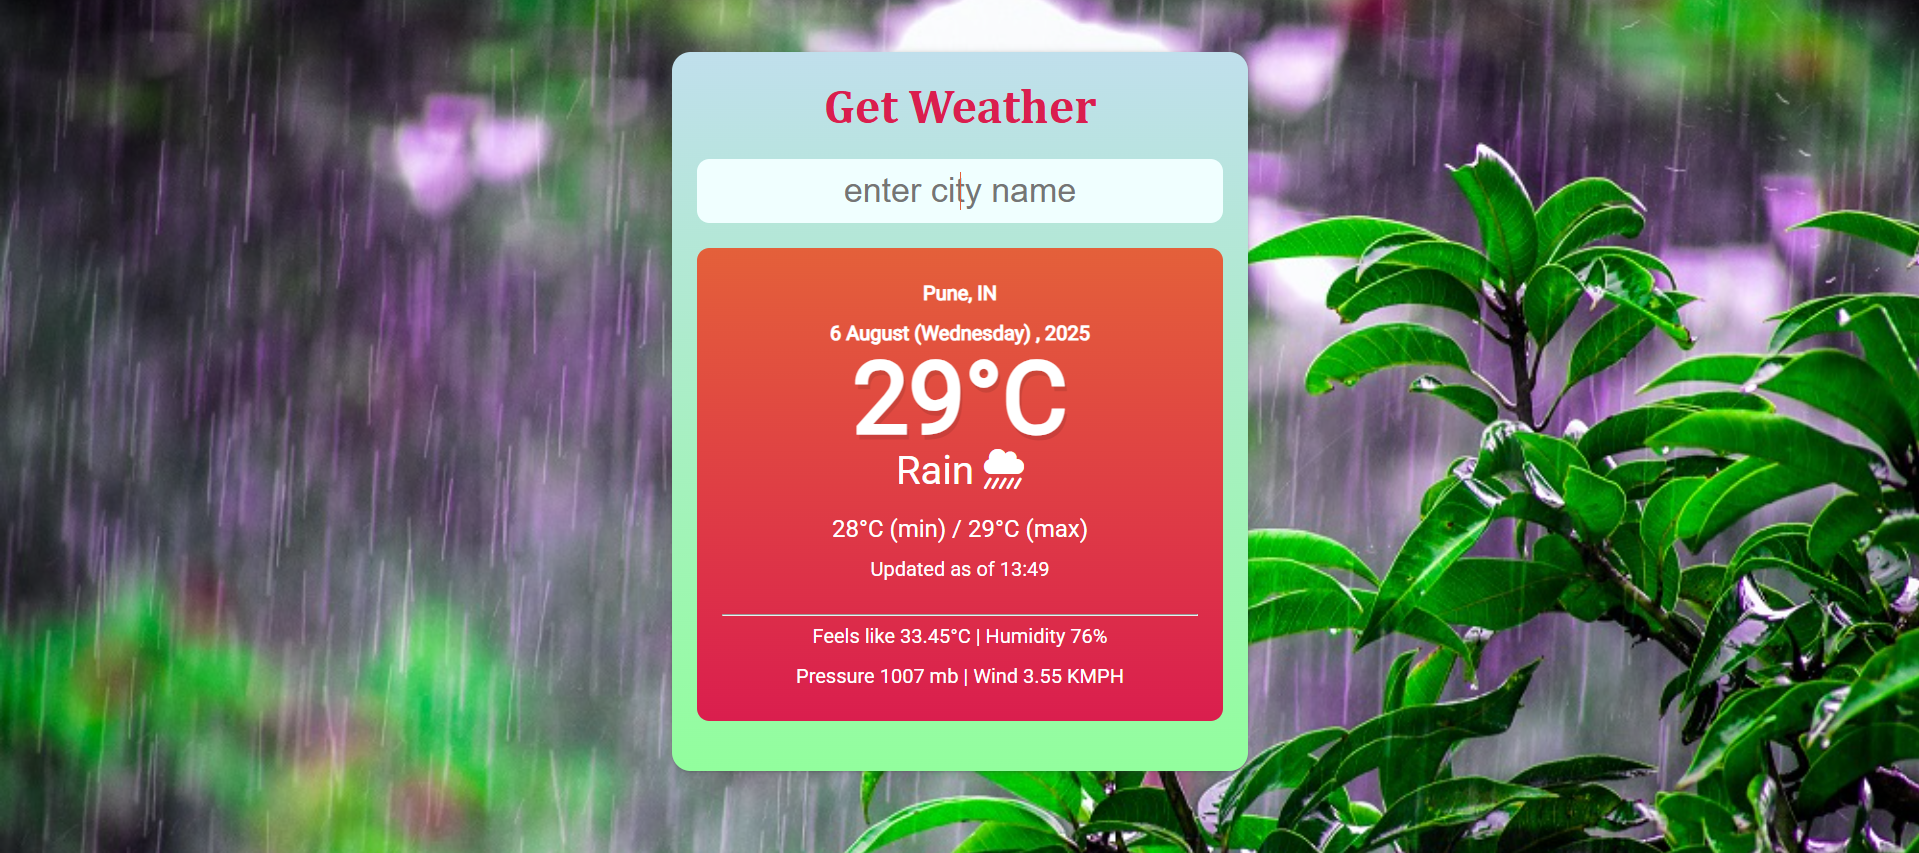 Get Weather
enter city name
Pune, IN
6 August (Wednesday) , 2025
29°C
Rain
28°C (min) / 29°C (max)
Updated as of 13:49
Feels like 33.45°C | Humidity 76%
Pressure 1007 mb | Wind 3.55 KMPH